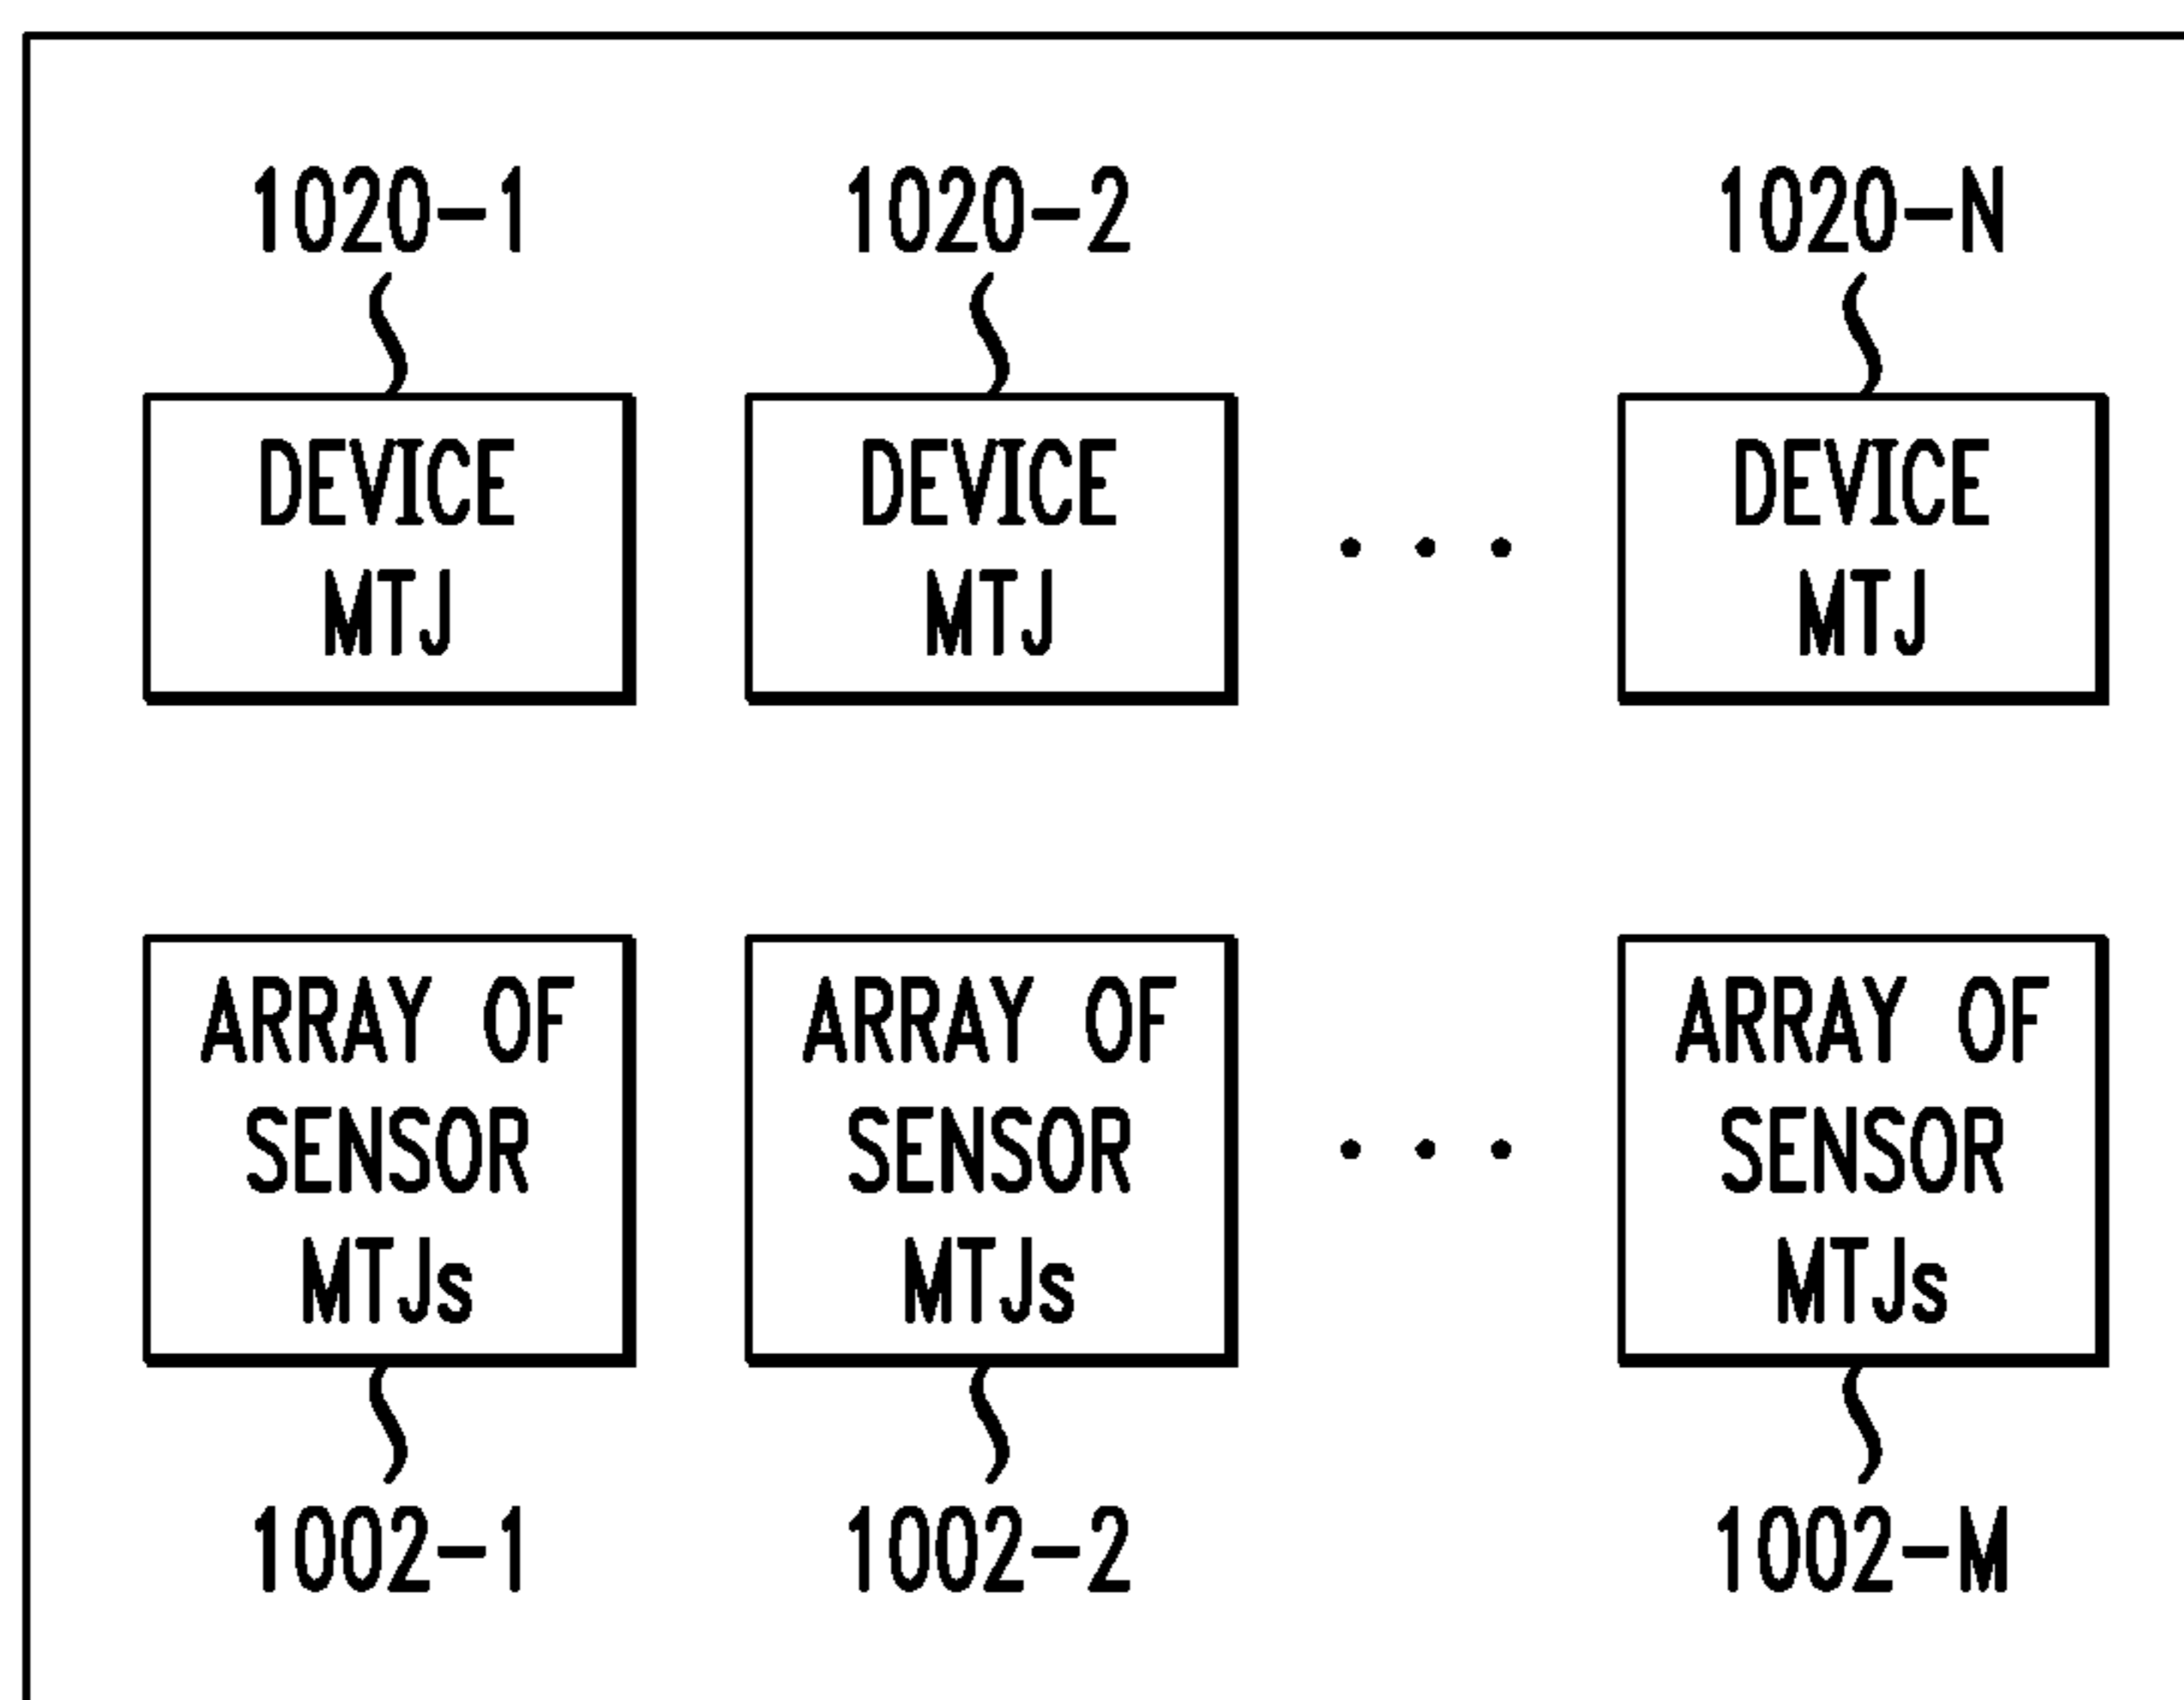 1020-1 1020-2 1020-N
DEVICE DEVICE DEVICE
MTJ MTJ . . . MTJ
ARRAY OF ARRAY OF ARRAY OF
SENSOR SENSOR . . . SENSOR
MTJs MTJs MTJs
1002-1 1002-2 1002-M